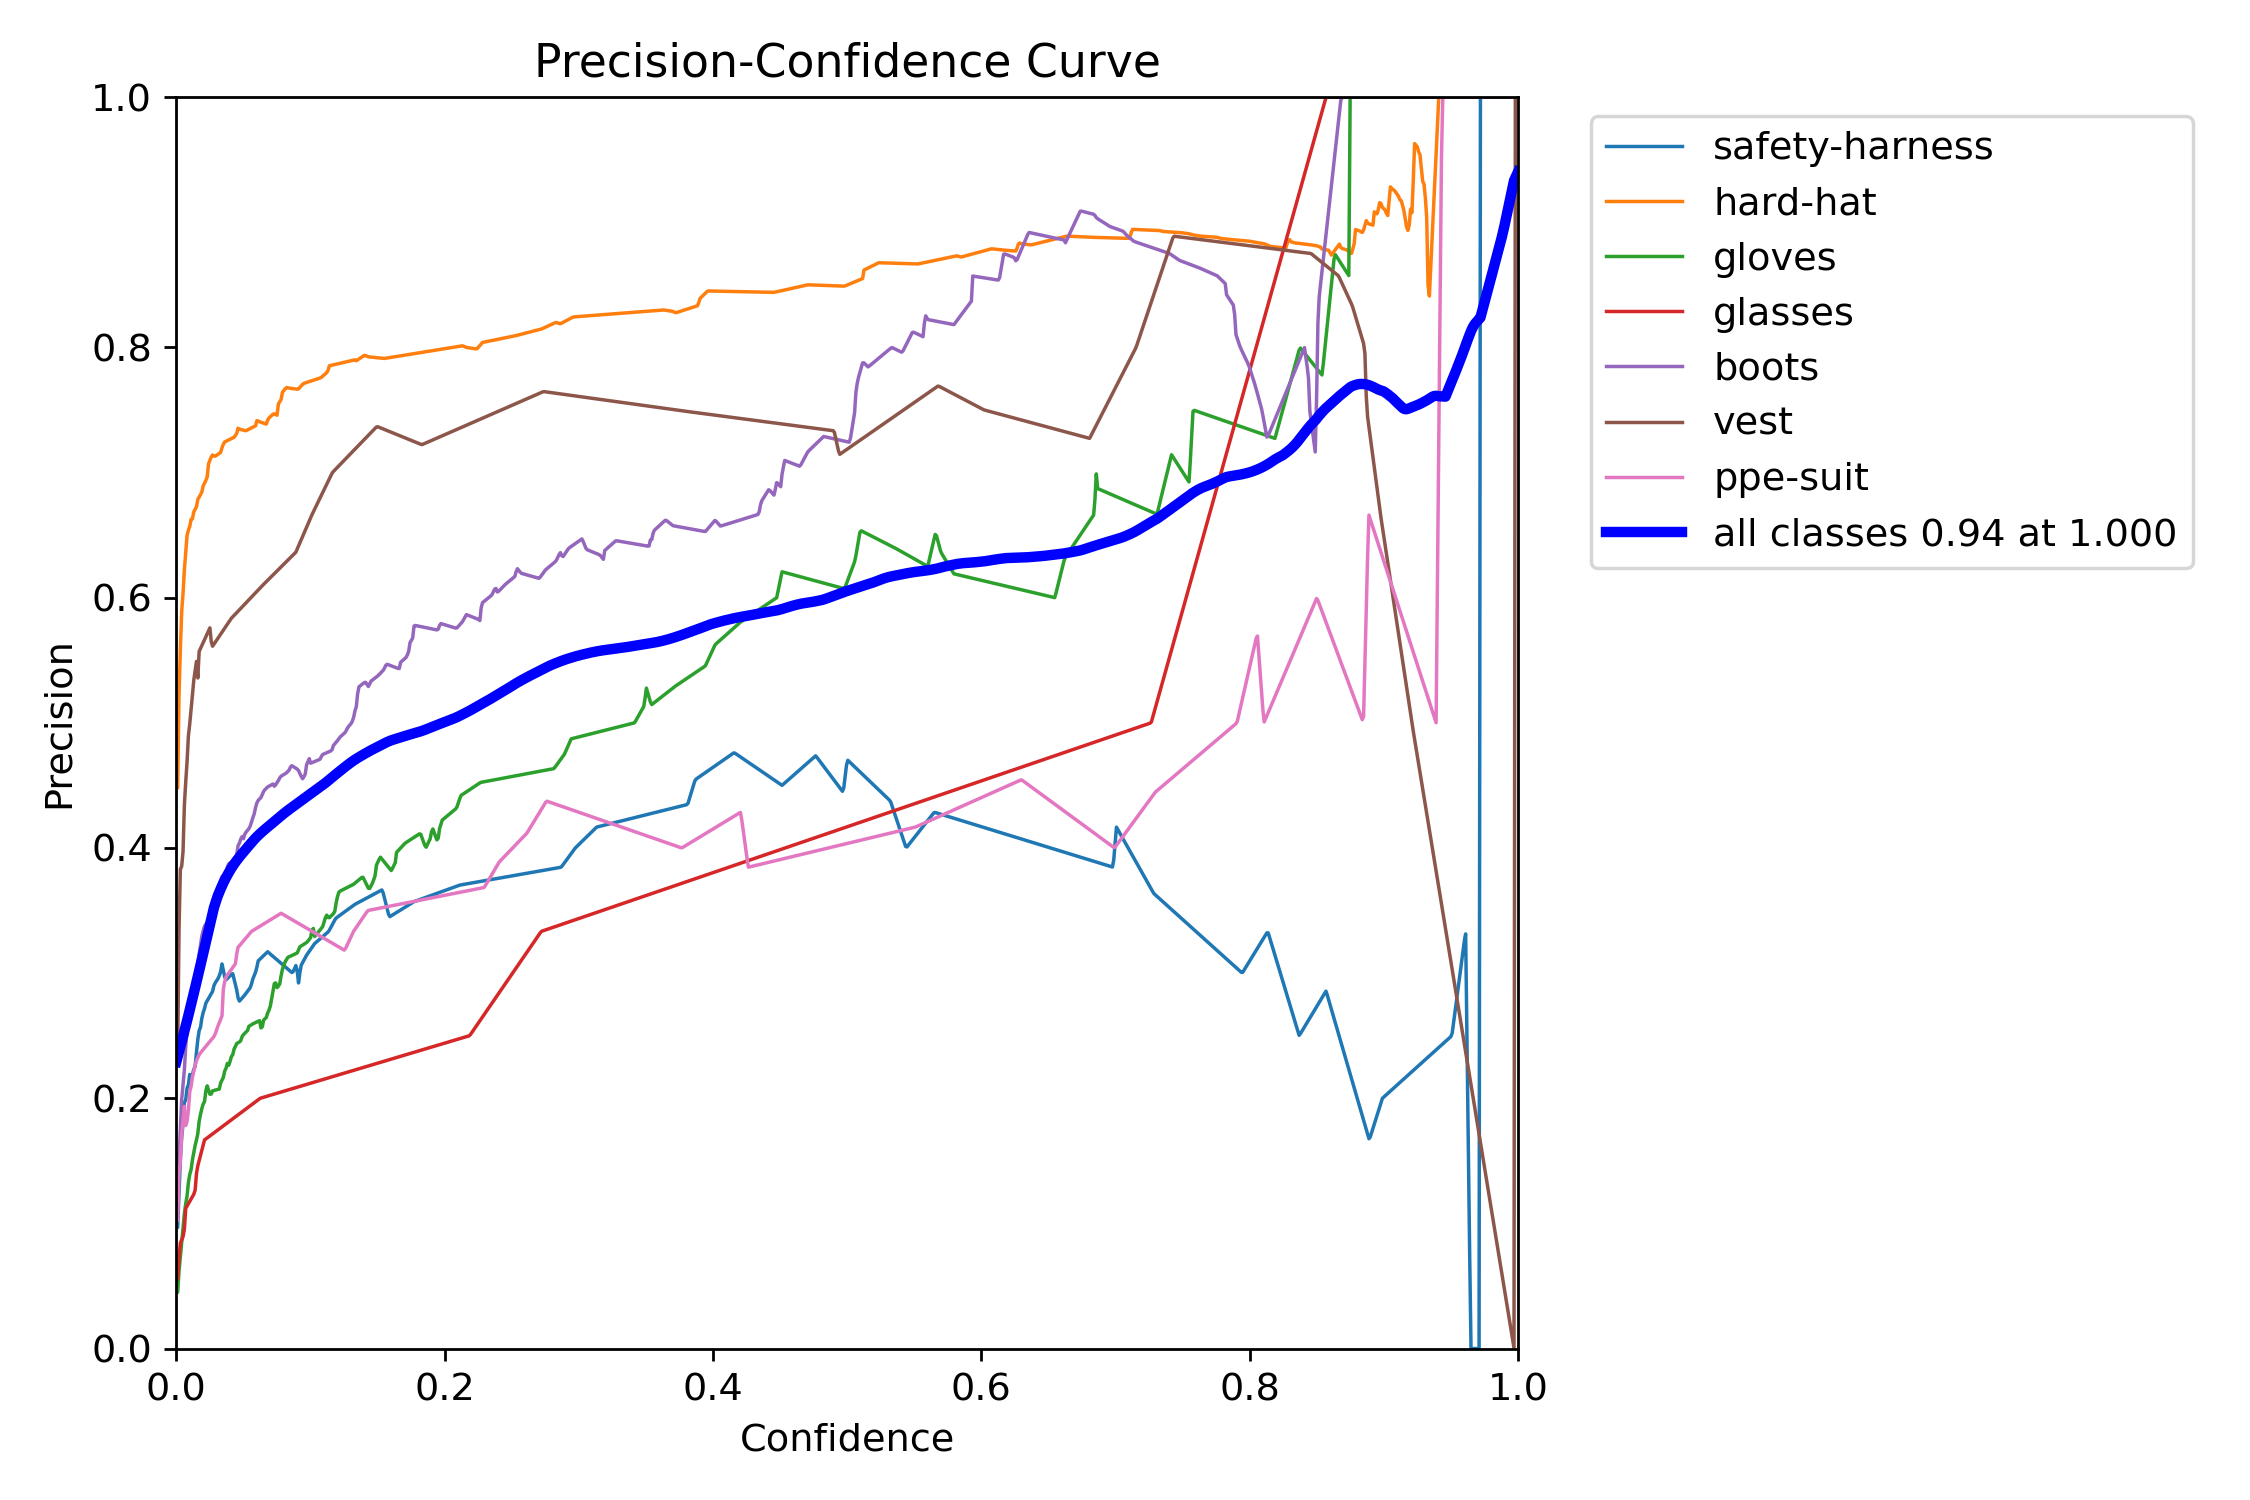 Precision-Confidence Curve
1.0
0.8
0.6
0.4
0.2
0.0
Precision
0.0 0.2 0.4 0.6 0.8 1.0
Confidence
safety-harness
hard-hat
gloves
glasses
boots
vest
ppe-suit
all classes 0.94 at 1.000